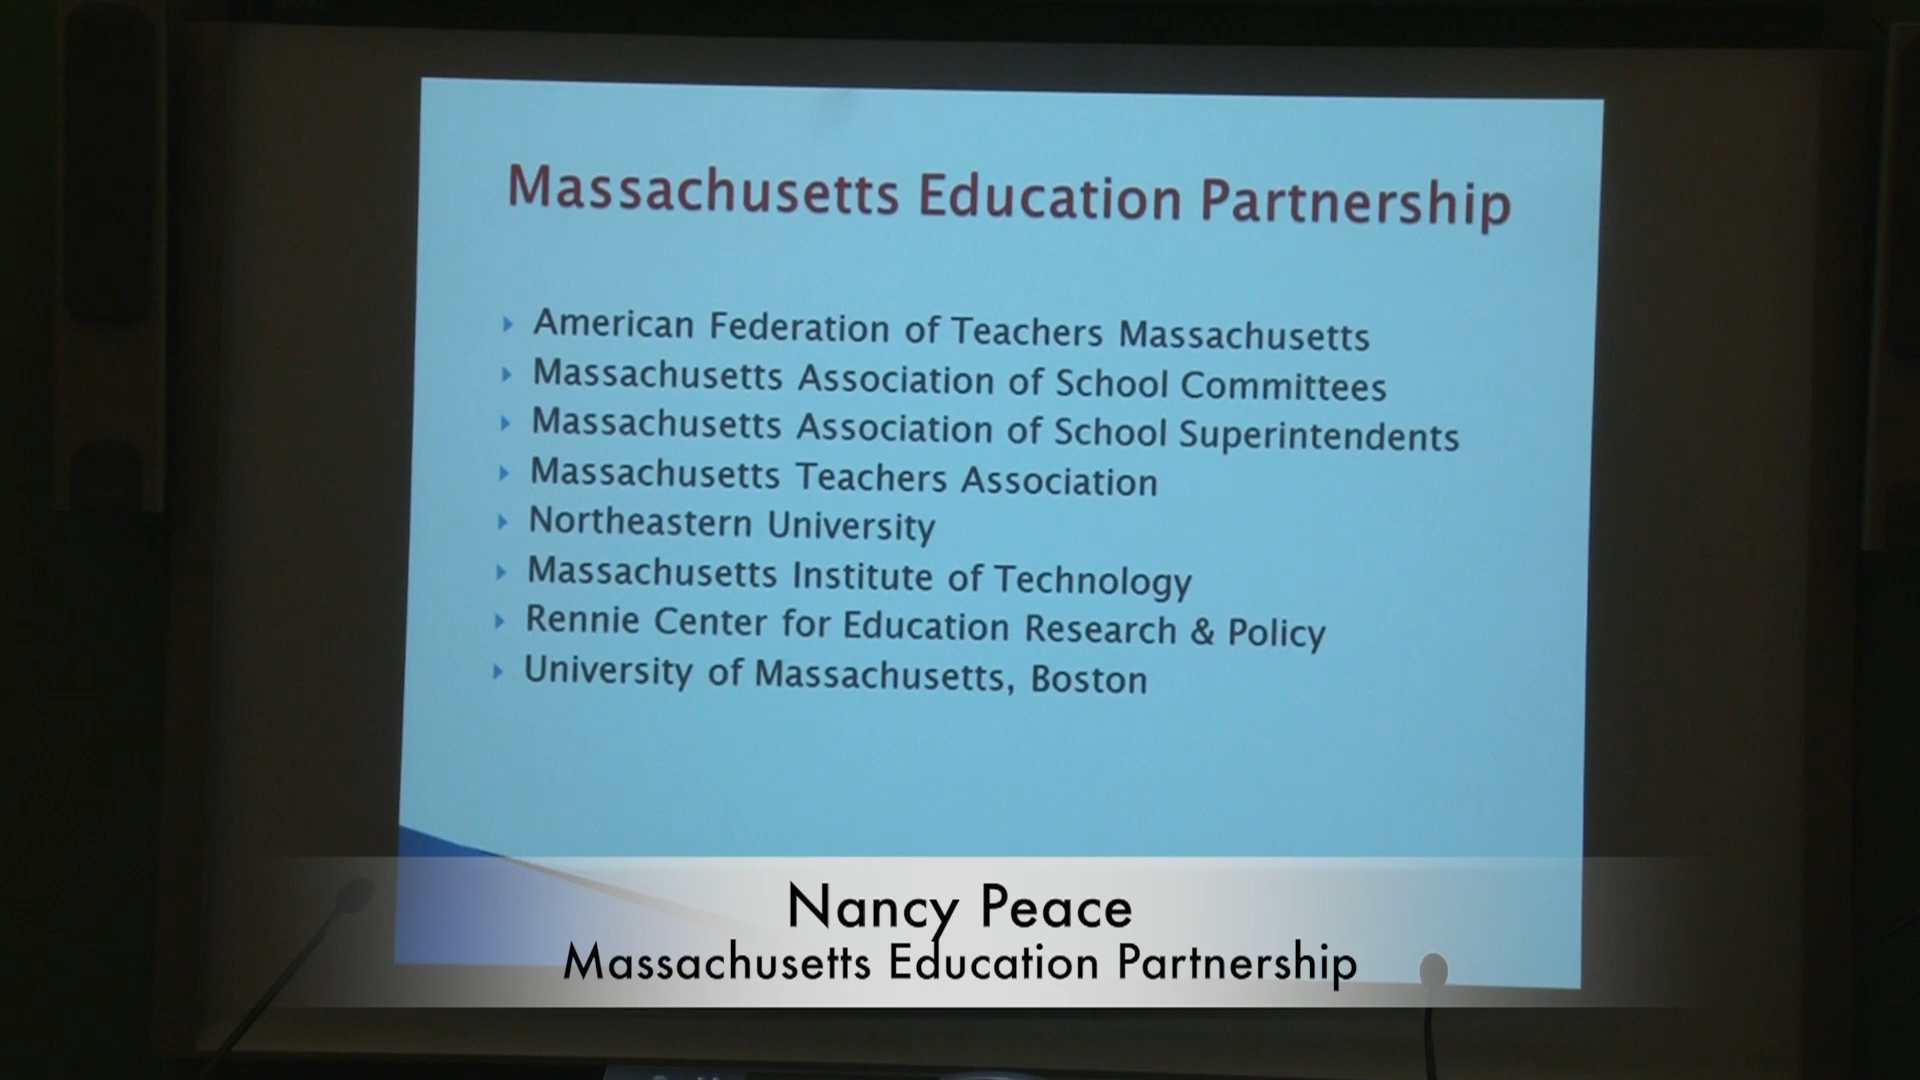 Massachusetts Education Partnership
American Federation of Teachers Massachusetts
Massachusetts Association of School Committees
Massachusetts Association of School Superintendents
Massachusetts Teachers Association
Northeastern University
Massachusetts Institute of Technology
Rennie Center for Education Research & Policy
University of Massachusetts, Boston
Nancy Peace
Massachusetts Education Partnership